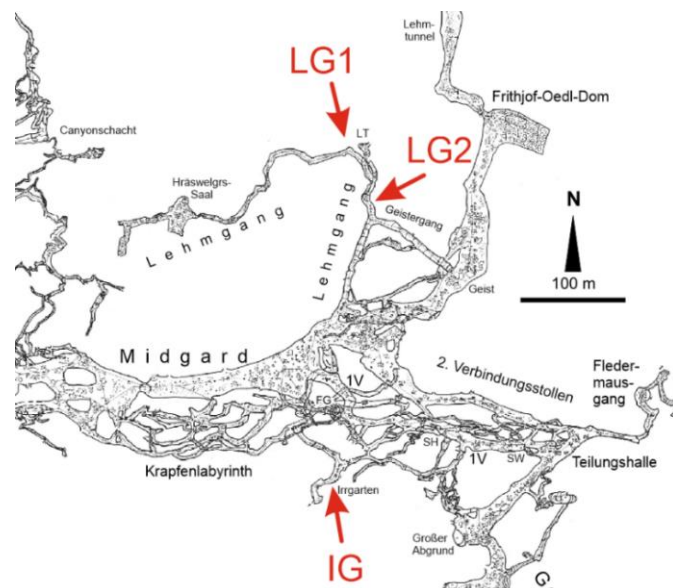 Lehm-
tunnel
LG1
Frithjof-Oedl-Dom
Canyonschacht
LT
LG2
Hräswelgrs-
Saal
Geistergang
N
Lehmgang
Lehmgang
100 m
Geist
Midgard
2. Verbindungsstollen
Fleder-
maus-
gang
1V
FG
SH
1V
SW
Krapfenlabyrinth
Teilungshalle
Irrgarten
Großer
Abgrund
IG
G